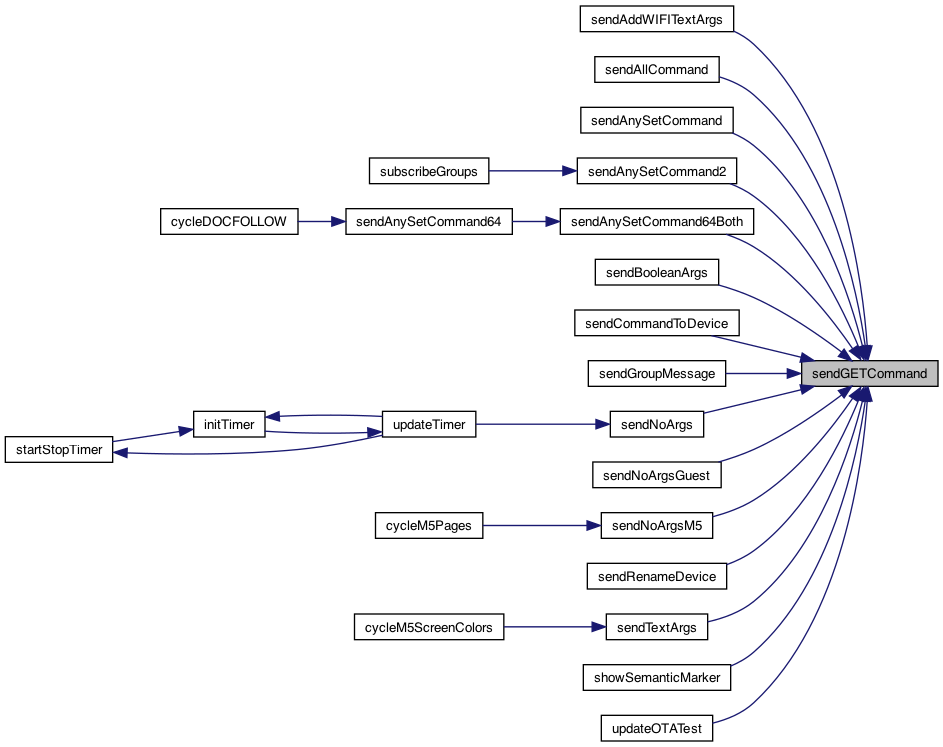 sendAddWIFITextArgs
sendAllCommand
sendAnySetCommand
subscribeGroups
sendAnySetCommand2
cycleDOCFOLLOW
sendAnySetCommand64
sendAnySetCommand64Both
sendBooleanArgs
sendCommandToDevice
sendGETCommand
sendGroupMessage
initTimer
updateTimer
sendNoArgs
startStopTimer
sendNoArgsGuest
cycleM5Pages
sendNoArgsM5
sendRenameDevice
cycleM5ScreenColors
sendTextArgs
showSemanticMarker
updateOTATest